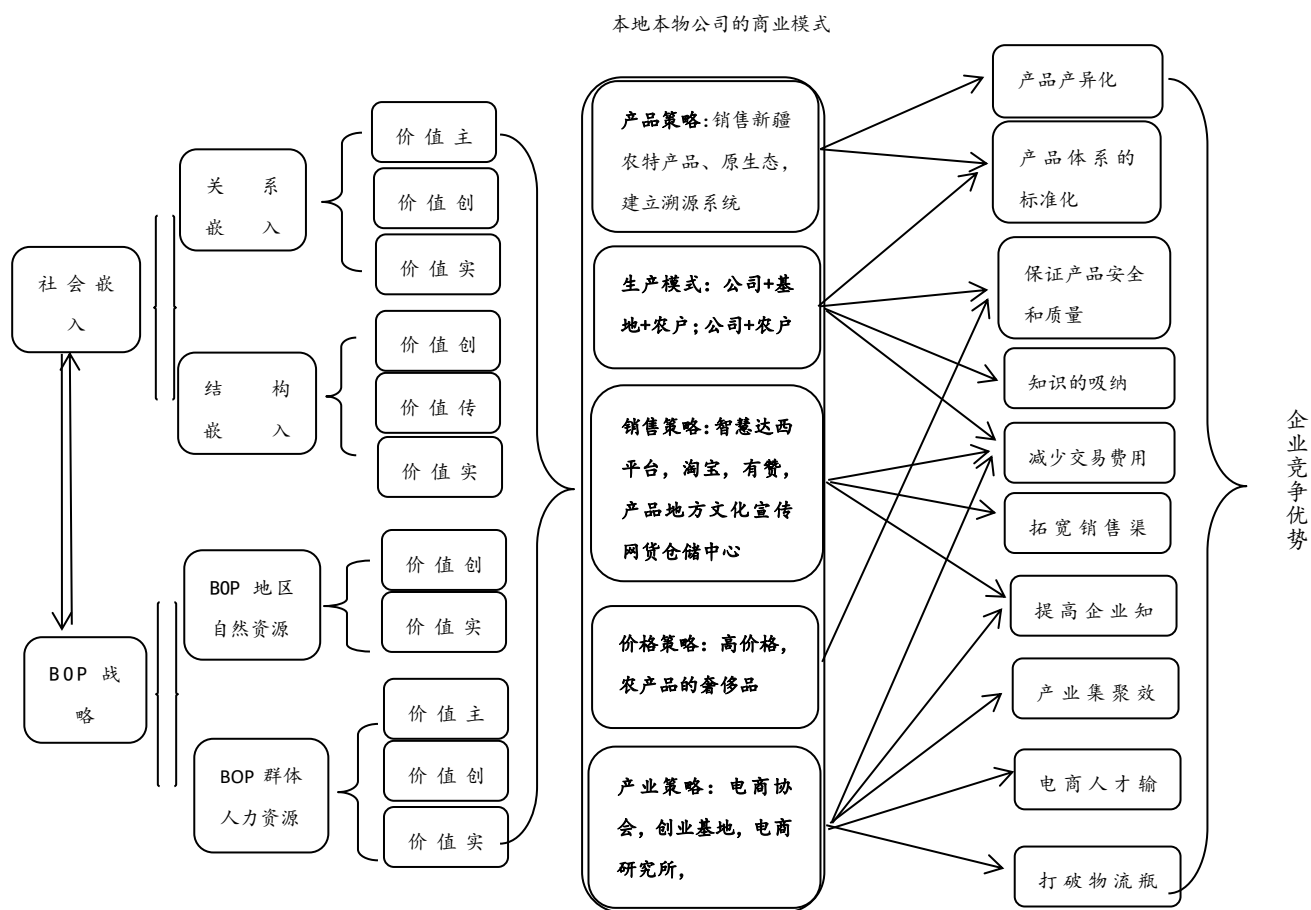 本地本物公司的商业模式
社会嵌
入
BOP 战
略
关系
嵌入
结构
嵌入
BOP 地区
自然资源
BOP 群体
人力资源
价值主
价值创
价值实
价值创
价值传
价值实
价值创
价值实
价值主
价值创
价值实
产品策略:销售新疆
农特产品、原生态，
建立溯源系统
生产模式：公司+基
地+农户；公司+农户
销售策略：智慧达西
平台，淘宝，有赞，
产品地方文化宣传
网货仓储中心
价格策略：高价格，
农产品的奢侈品
产业策略：电商协
会，创业基地，电商
研究所，
产品产异化
产品体系的
标准化
保证产品安全
和质量
知识的吸纳
减少交易费用
拓宽销售渠
提高企业知
产业集聚效
电商人才输
打破物流瓶
企业竞争优势